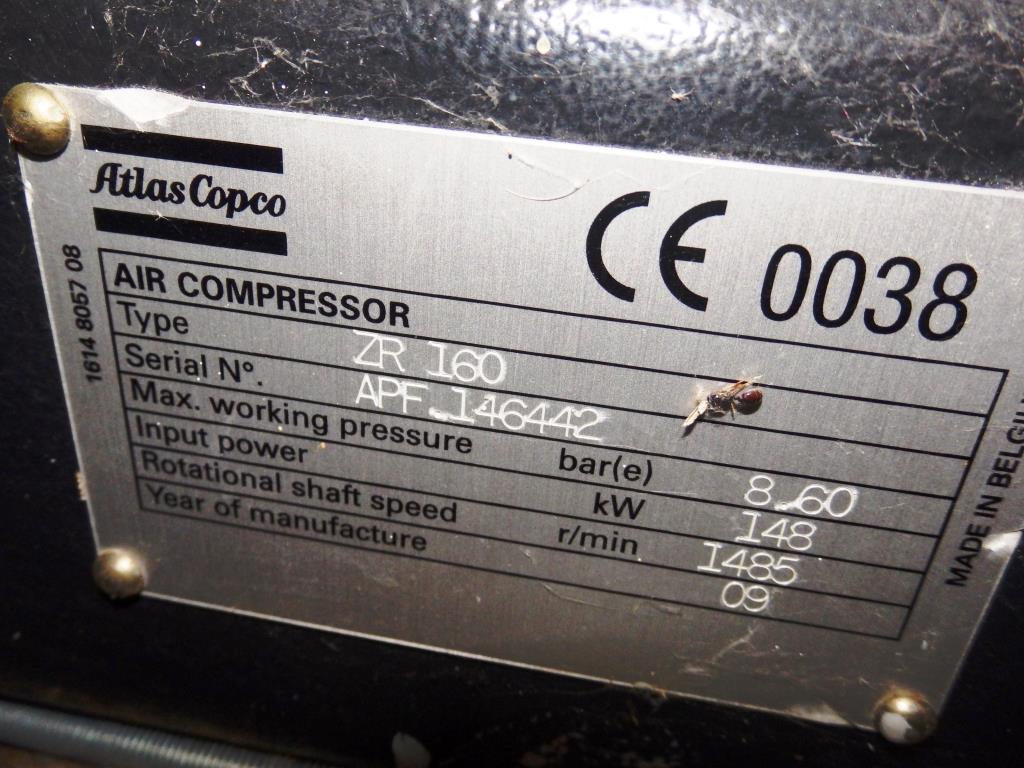 Atlas Copco
CE 0038
1614 8057 08
AIR COMPRESSOR
Type ZR 160
Serial Nº. APF.146442
Max. working pressure bar(e) 8.60
Input power kW 148
Rotational shaft speed r/min 1485
Year of manufacture 09
MADE IN